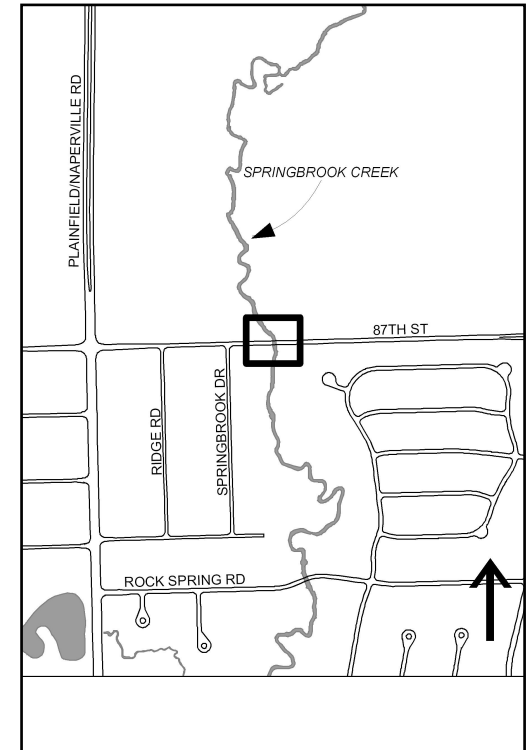 PLAINFIELD/NAPERVILLE RD
SPRINGBROOK CREEK
87TH ST
RIDGE RD
SPRINGBROOK DR
ROCK SPRING RD